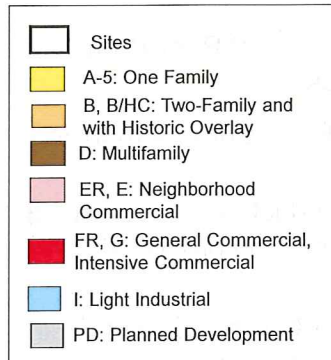 Sites
A-5: One Family
B, B/HC: Two-Family and
with Historic Overlay
D: Multifamily
ER, E: Neighborhood
Commercial
FR, G: General Commercial,
Intensive Commercial
I: Light Industrial
PD: Planned Development